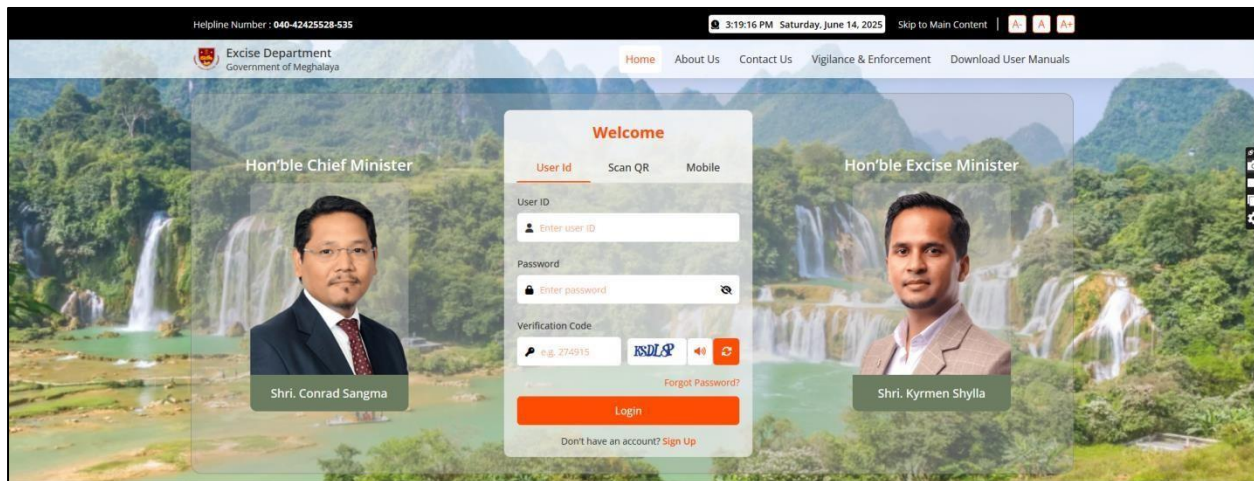 Helpline Number : 040-42425528-535
3:19:16 PM Saturday, June 14, 2025
Skip to Main Content | A- A A+
Excise Department
Government of Meghalaya
Home About Us Contact Us Vigilance & Enforcement Download User Manuals
Hon'ble Chief Minister
Shri. Conrad Sangma
Welcome
User Id Scan QR Mobile
User ID
Enter user ID
Password
Enter password
Verification Code
e.g. 274915
KSDLSP
Forgot Password?
Login
Don't have an account? Sign Up
Hon'ble Excise Minister
Shri. Kyrmen Shylla